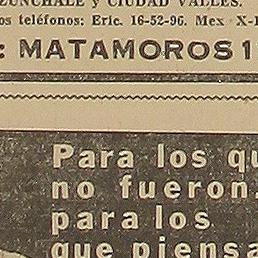 ZUNCHALE y CIUDAD VALLES.
os teléfonos: Eric. 16-52-96. Mex X-1
: MATAMOROS 1
Para los qu
no fueron.
para los
que piensa